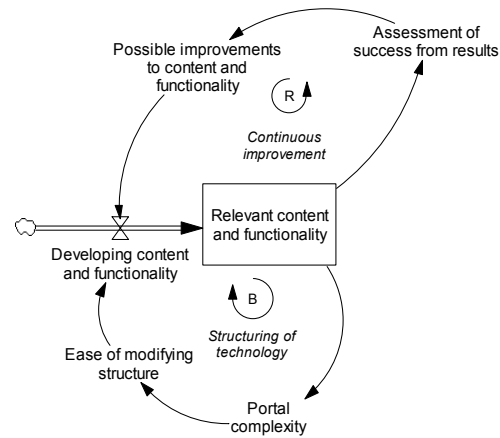 Assessment of
success from results
Possible improvements
to content and
functionality
R
Continuous
improvement
Relevant content
and functionality
Developing content
and functionality
B
Structuring of
technology
Ease of modifying
structure
Portal
complexity